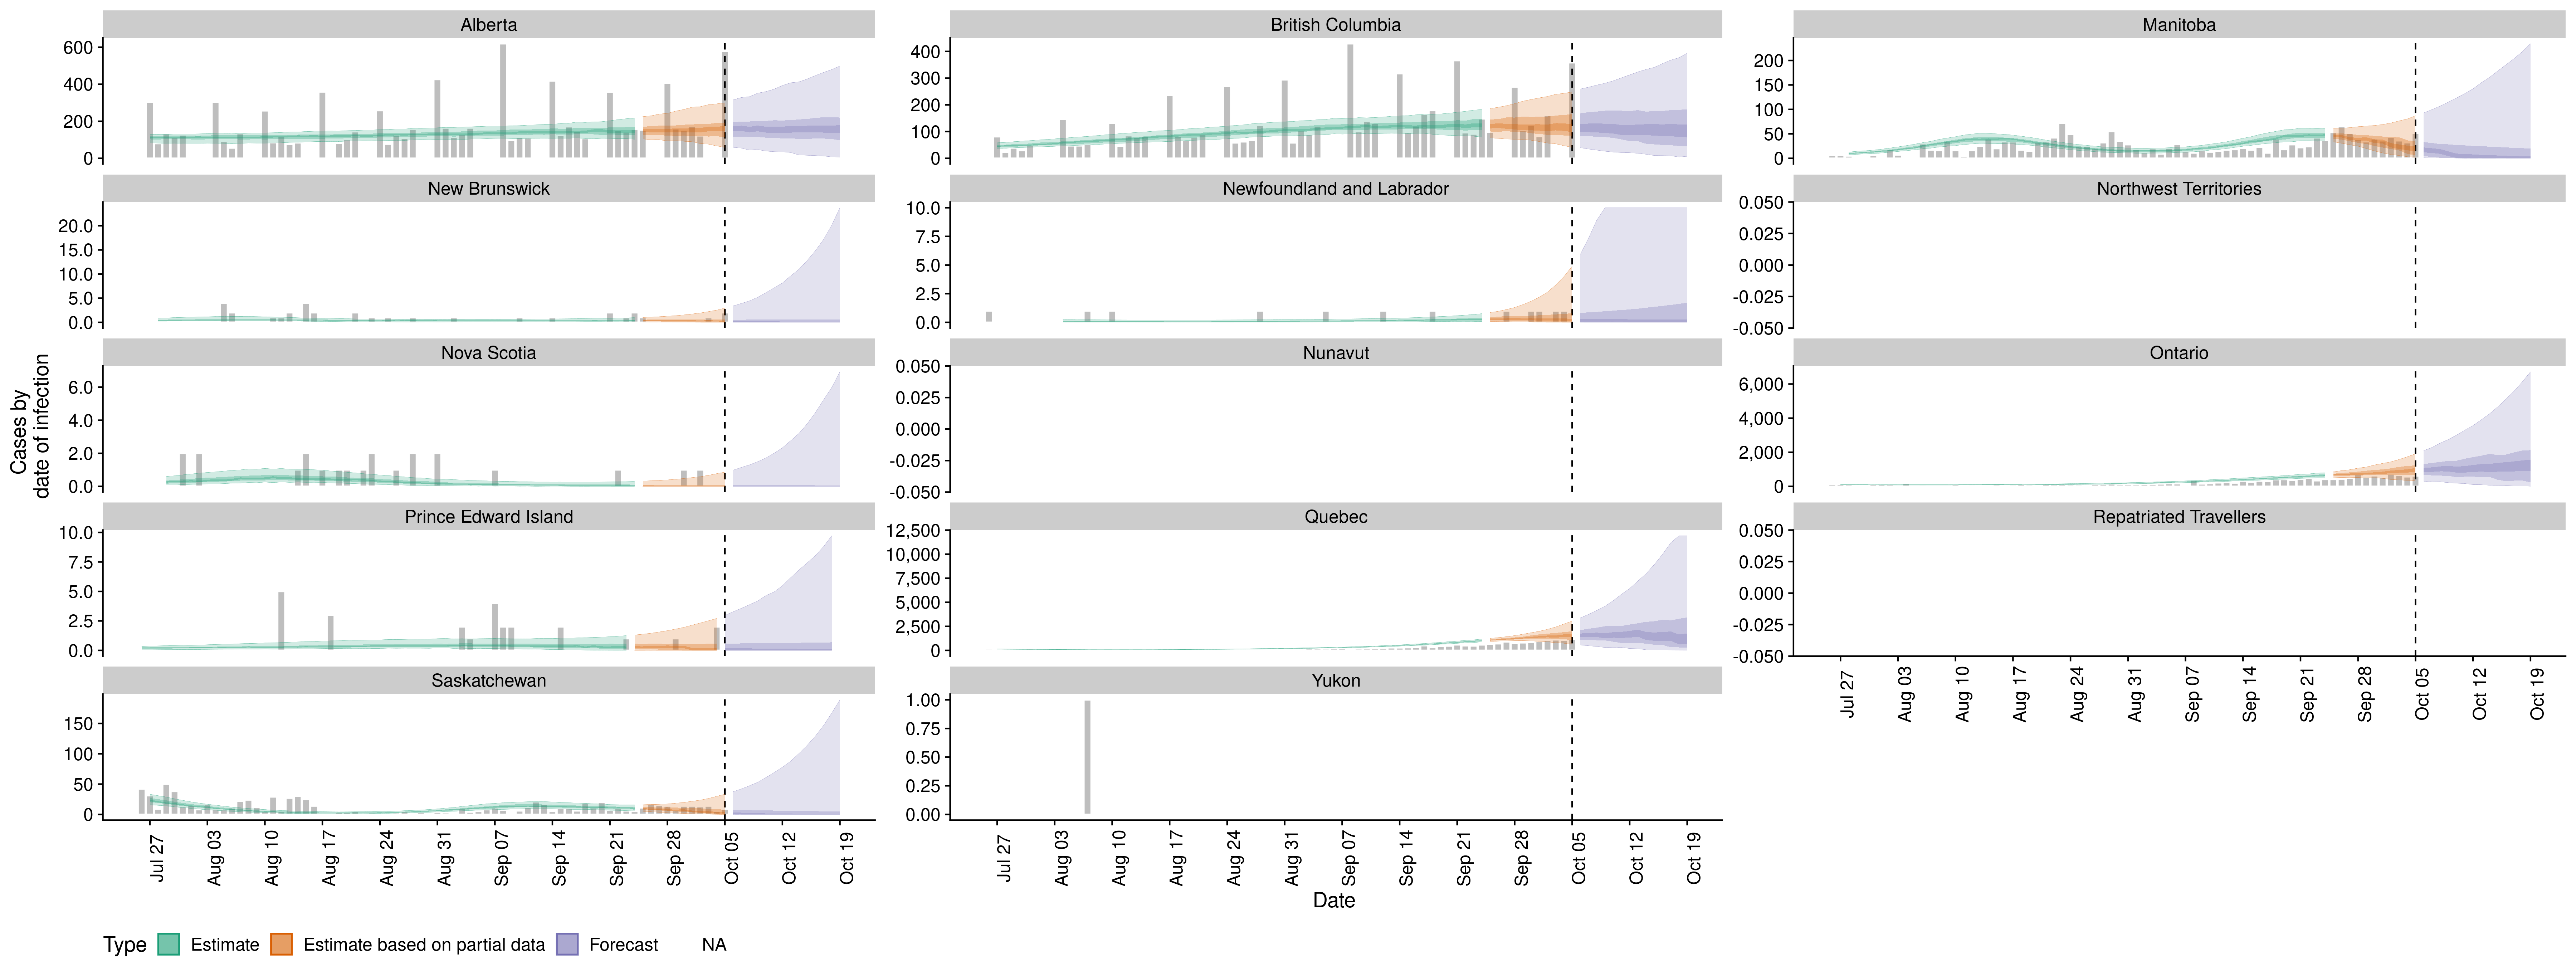 Alberta
British Columbia
Manitoba
600
400
200
0
400
300
200
100
0
200
150
100
50
0
New Brunswick
Newfoundland and Labrador
Northwest Territories
20.0
15.0
10.0
5.0
0.0
10.0
7.5
5.0
2.5
0.0
0.050
0.025
0.000
-0.025
-0.050
Nova Scotia
Nunavut
Ontario
6.0
4.0
2.0
0.0
0.050
0.025
0.000
-0.025
-0.050
6,000
4,000
2,000
0
Cases by
date of infection
Prince Edward Island
Quebec
Repatriated Travellers
10.0
7.5
5.0
2.5
0.0
12,500
10,000
7,500
5,000
2,500
0
0.050
0.025
0.000
-0.025
-0.050
Jul 27
Aug 03
Aug 10
Aug 17
Aug 24
Aug 31
Sep 07
Sep 14
Sep 21
Sep 28
Oct 05
Oct 12
Oct 19
Saskatchewan
Yukon
150
100
50
0
1.00
0.75
0.50
0.25
0.00
Jul 27
Aug 03
Aug 10
Aug 17
Aug 24
Aug 31
Sep 07
Sep 14
Sep 21
Sep 28
Oct 05
Oct 12
Oct 19
Jul 27
Aug 03
Aug 10
Aug 17
Aug 24
Aug 31
Sep 07
Sep 14
Sep 21
Sep 28
Oct 05
Oct 12
Oct 19
Date
Type Estimate Estimate based on partial data Forecast NA